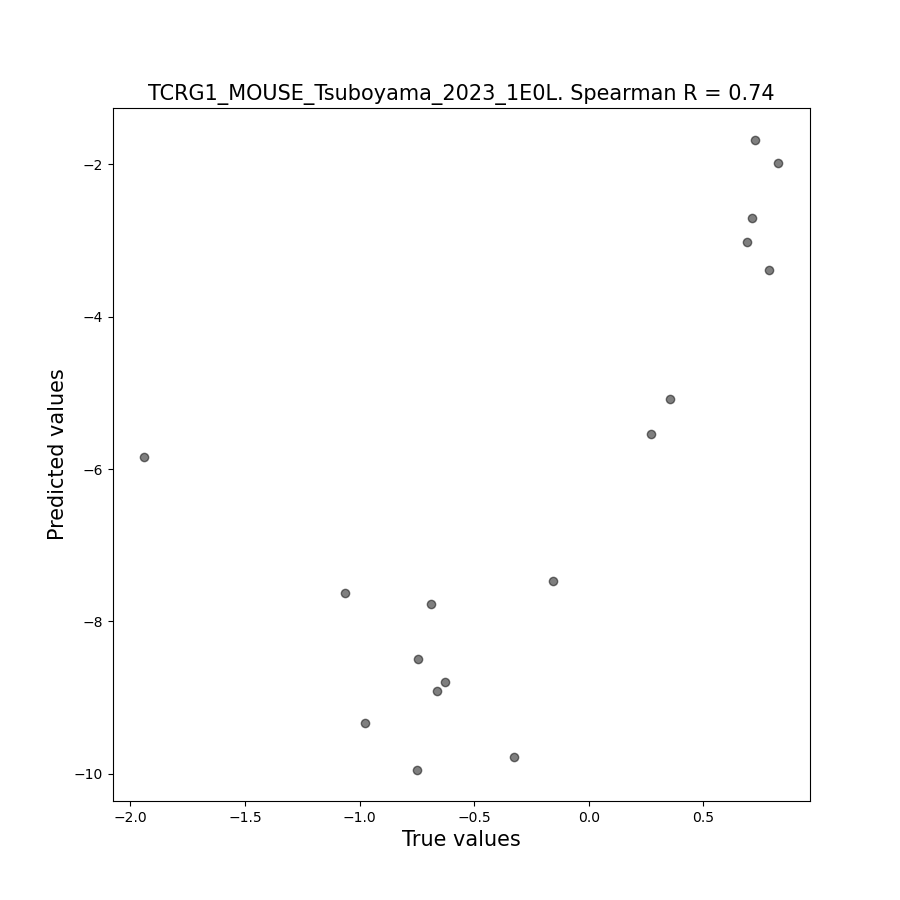 TCRG1_MOUSE_Tsuboyama_2023_1E0L. Spearman R = 0.74
−2
−4
−6
−8
−10
Predicted values
−2.0 −1.5 −1.0 −0.5 0.0 0.5
True values